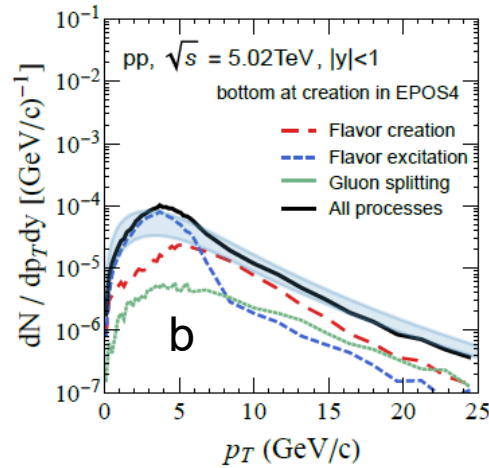 10⁻¹
10⁻²
10⁻³
10⁻⁴
10⁻⁵
10⁻⁶
10⁻⁷
dN / dp_T dy [(GeV/c)⁻¹]
pp, √s = 5.02TeV, |y|<1
bottom at creation in EPOS4
Flavor creation
Flavor excitation
Gluon splitting
All processes
b
0 5 10 15 20 25
p_T (GeV/c)